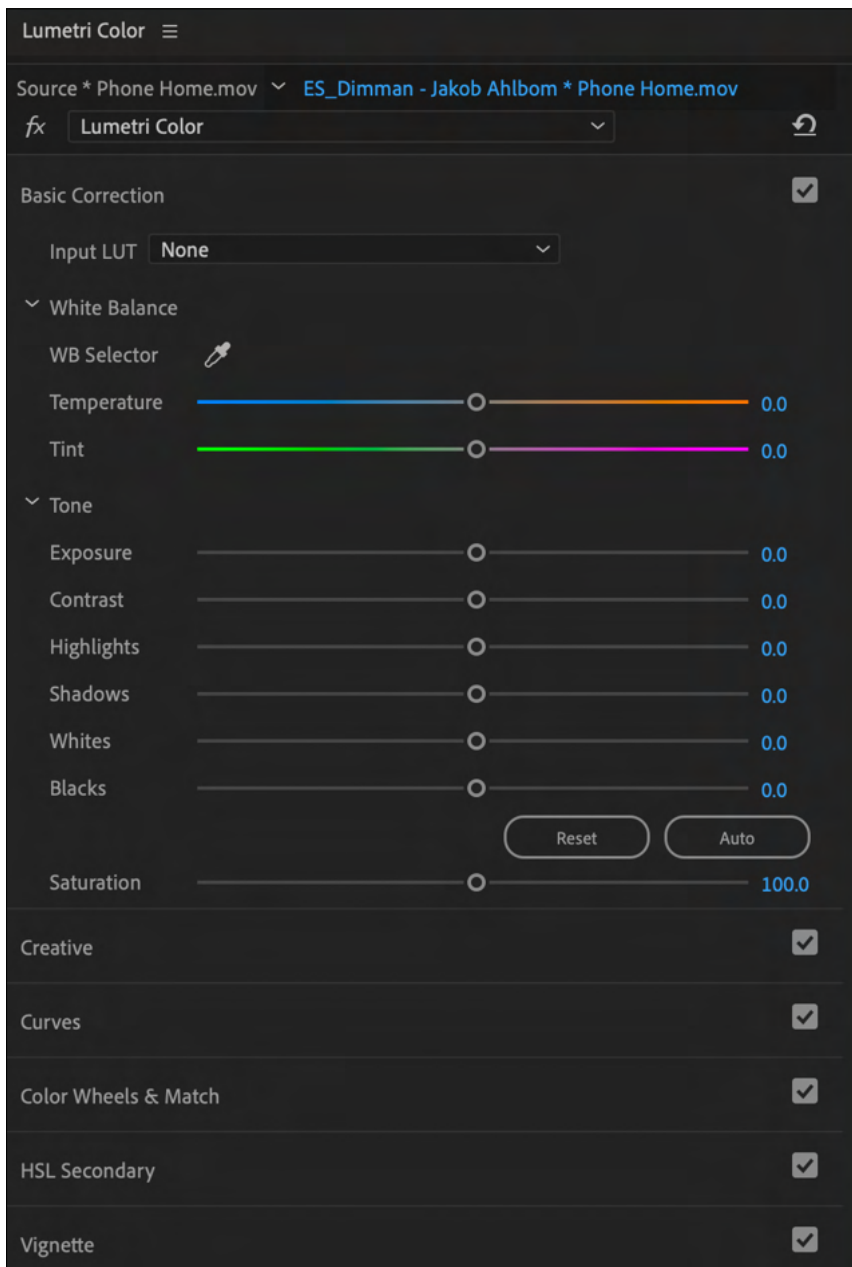 Lumetri Color
Source * Phone Home.mov ES_Dimman - Jakob Ahlbom * Phone Home.mov
fx Lumetri Color
Basic Correction
Input LUT None
White Balance
WB Selector
Temperature 0.0
Tint 0.0
Tone
Exposure 0.0
Contrast 0.0
Highlights 0.0
Shadows 0.0
Whites 0.0
Blacks 0.0
Reset Auto
Saturation 100.0
Creative
Curves
Color Wheels & Match
HSL Secondary
Vignette